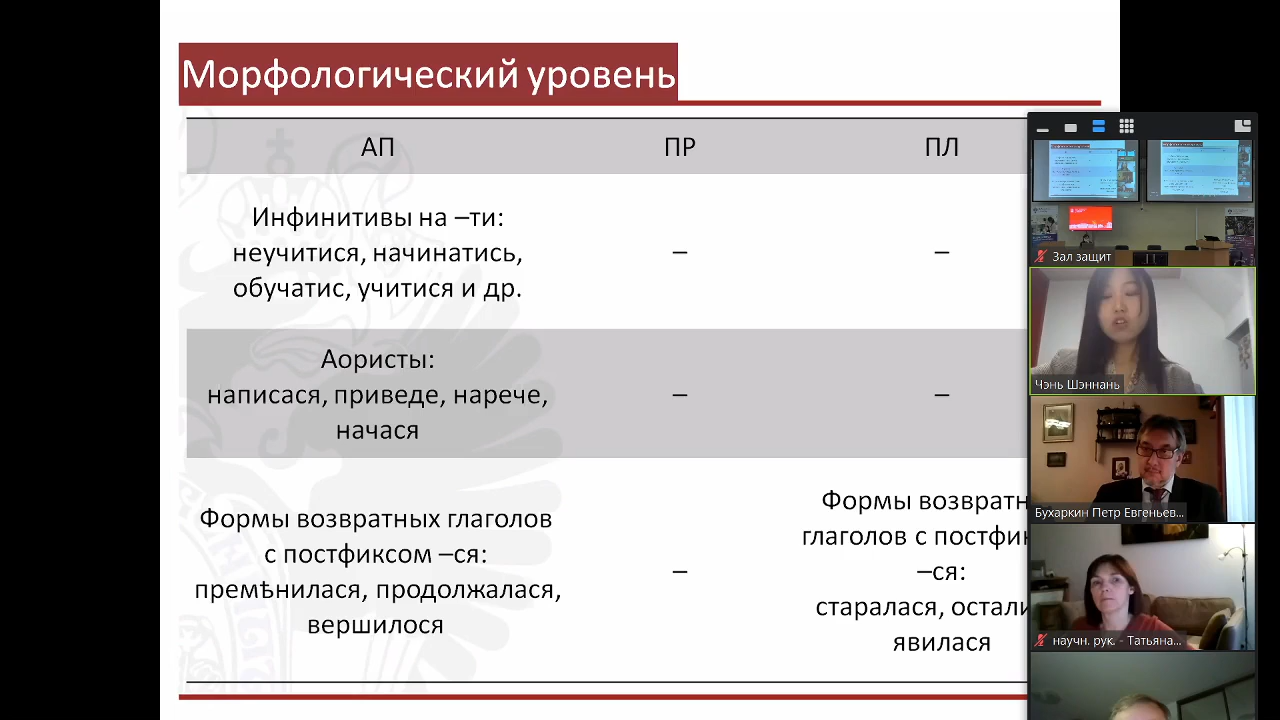 Морфологический уровень
АП ПР ПЛ
Инфинитивы на –ти:
неучитися, начинатись, – –
обучатис, учитися и др.
Аористы:
написася, приведе, нарече, – –
начася
Формы возвратных глаголов
с постфиксом –ся:
премѣнилася, продолжалася,
вершилося
–
Формы возвратн
глаголов с постфик
–ся:
старалася, остали
явилася
Зал защит
Чэнь Шэннань
Бухаркин Петр Евгеньев...
научн. рук. - Татьяна...